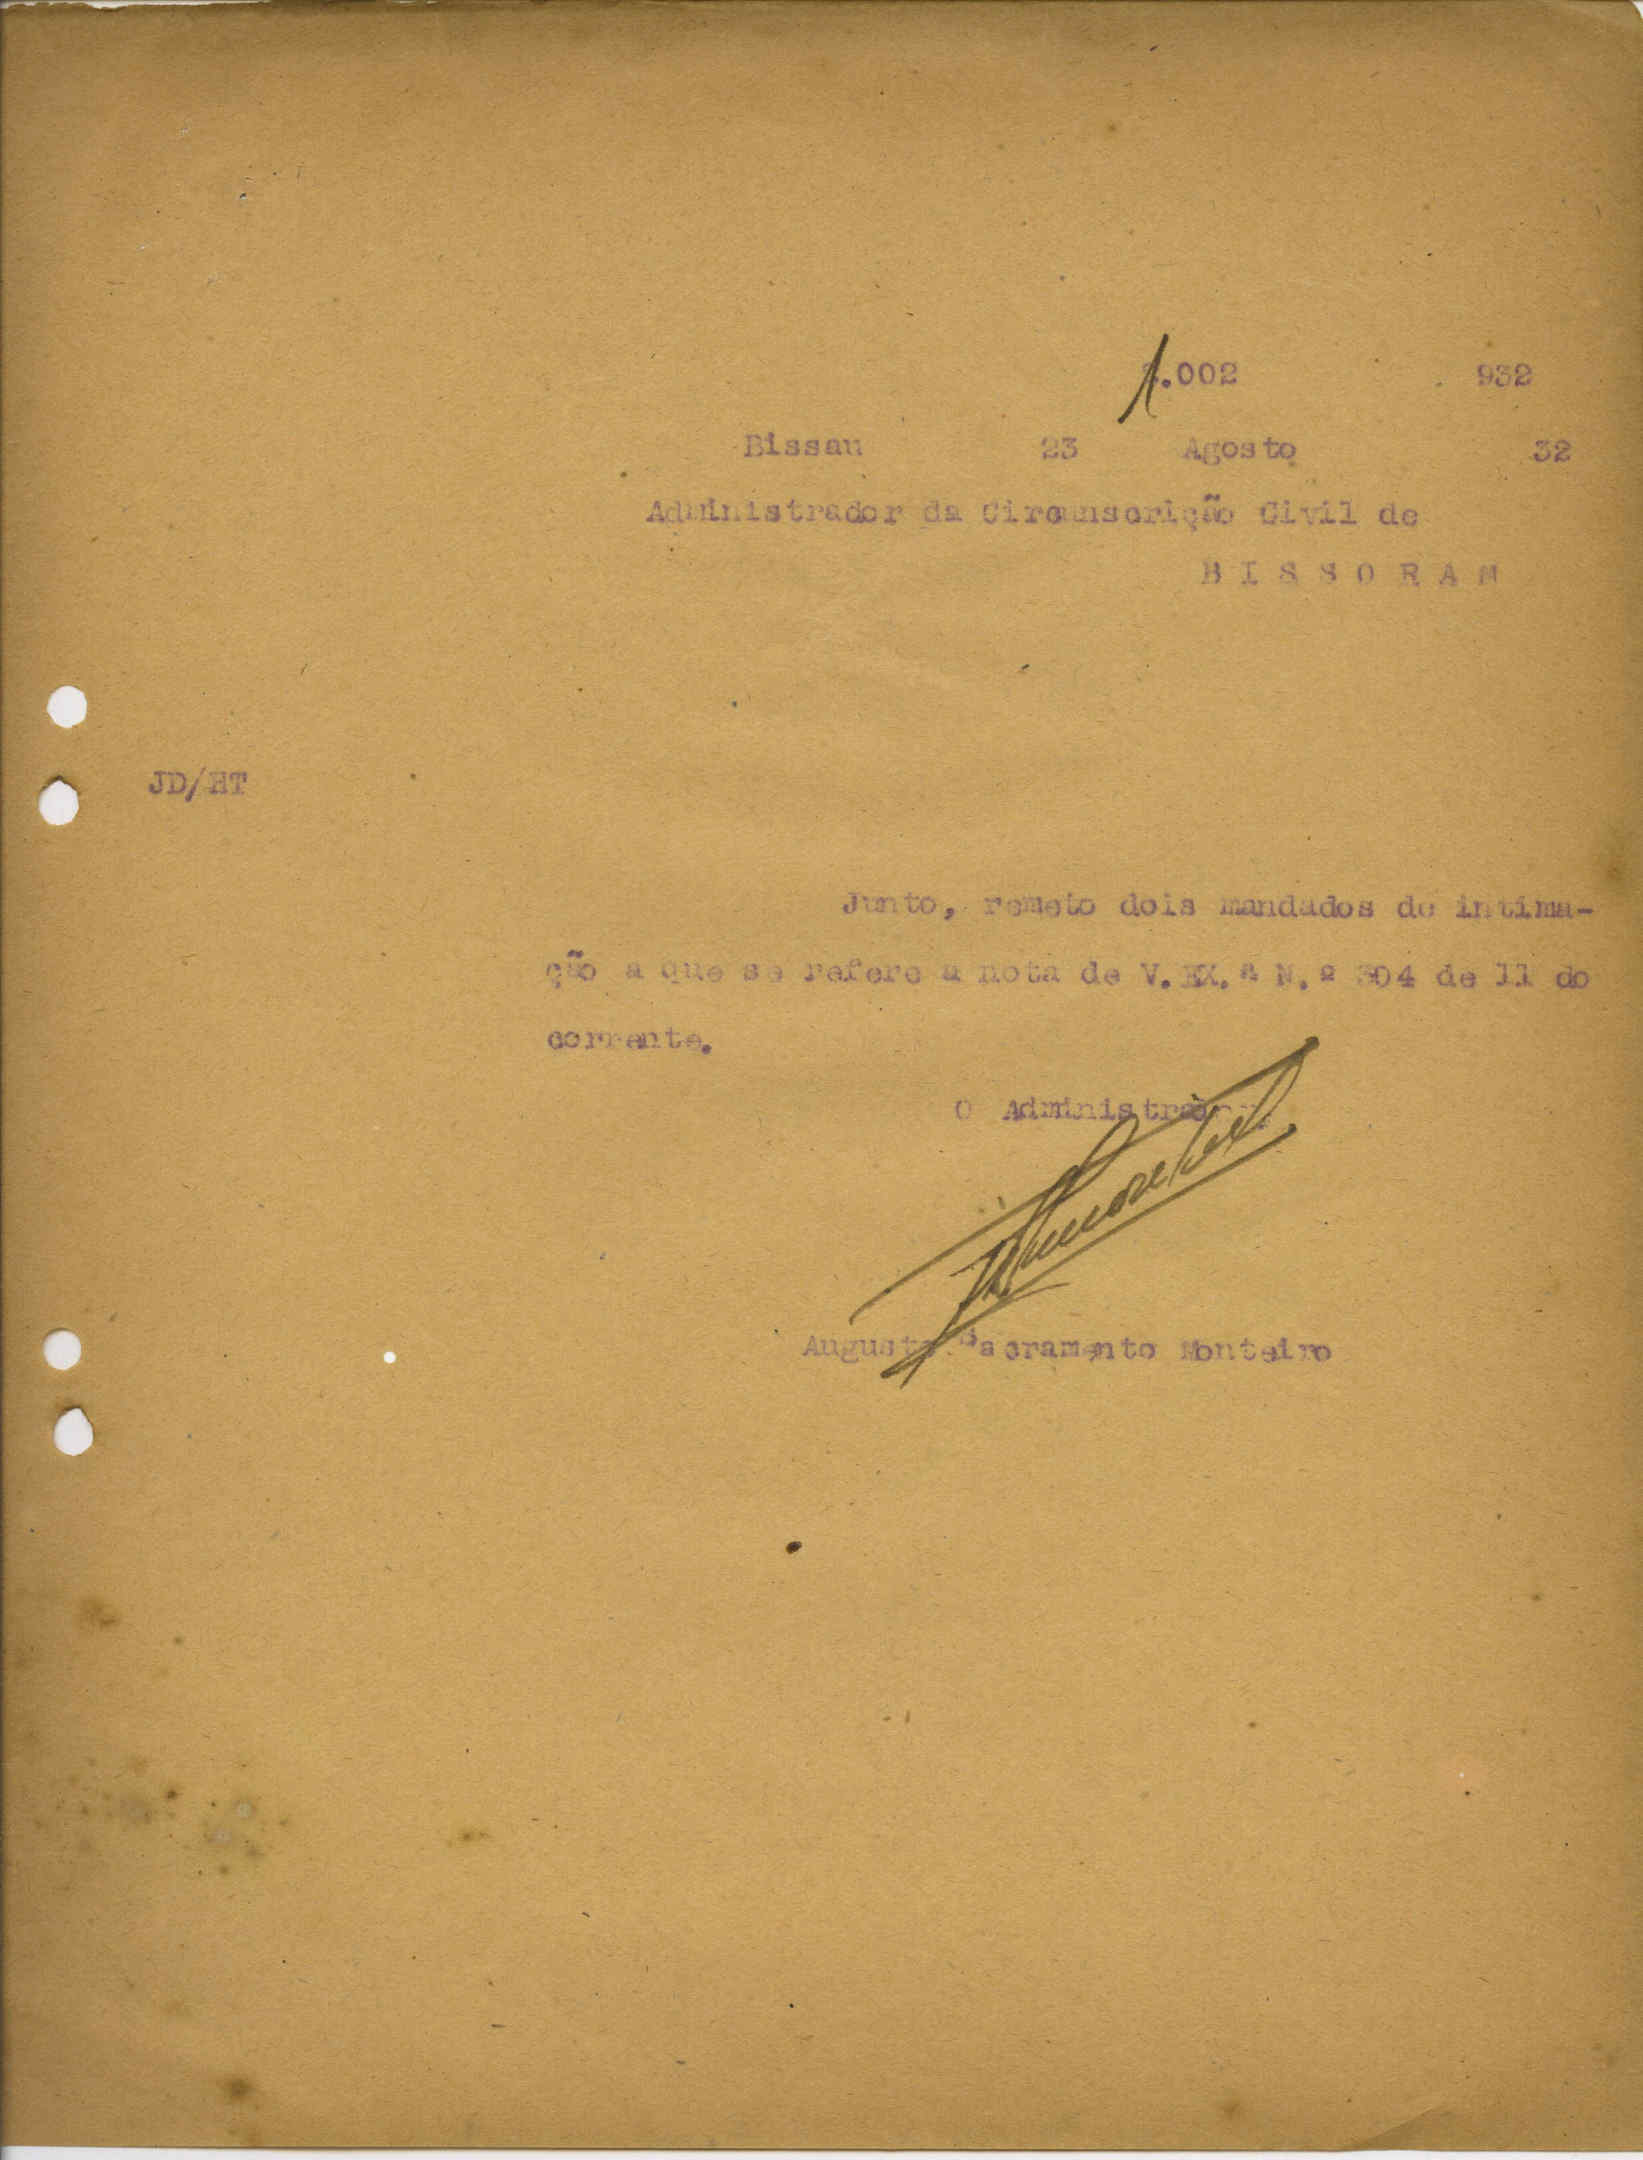 1.002 932
Bissau 23 Agosto 32
Administrador da Circunscrição Civil de
BISSORAM
JD/HT
Junto, remeto dois mandados de intima-
ção a que se refere a nota de V.EX.ª N.º 304 de 11 do
corrente.
O Administrador
Augusto Sacramento Monteiro